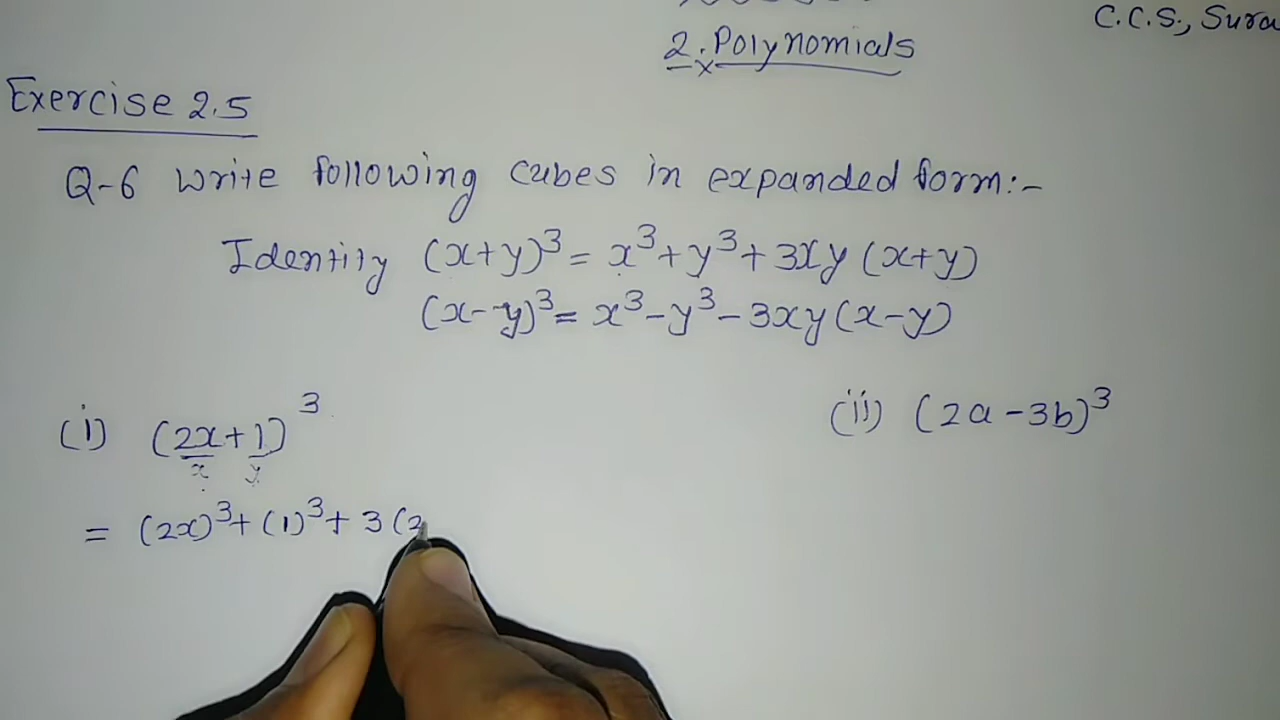 C.C.S., Sura
2. Polynomials
Exercise 2.5
Q-6 Write following cubes in expanded form:-
Identity (x+y)³ = x³+y³+3xy(x+y)
(x-y)³ = x³-y³-3xy(x-y)
(i) (2x+1)³
x y
(ii) (2a-3b)³
= (2x)³+(1)³+3(2